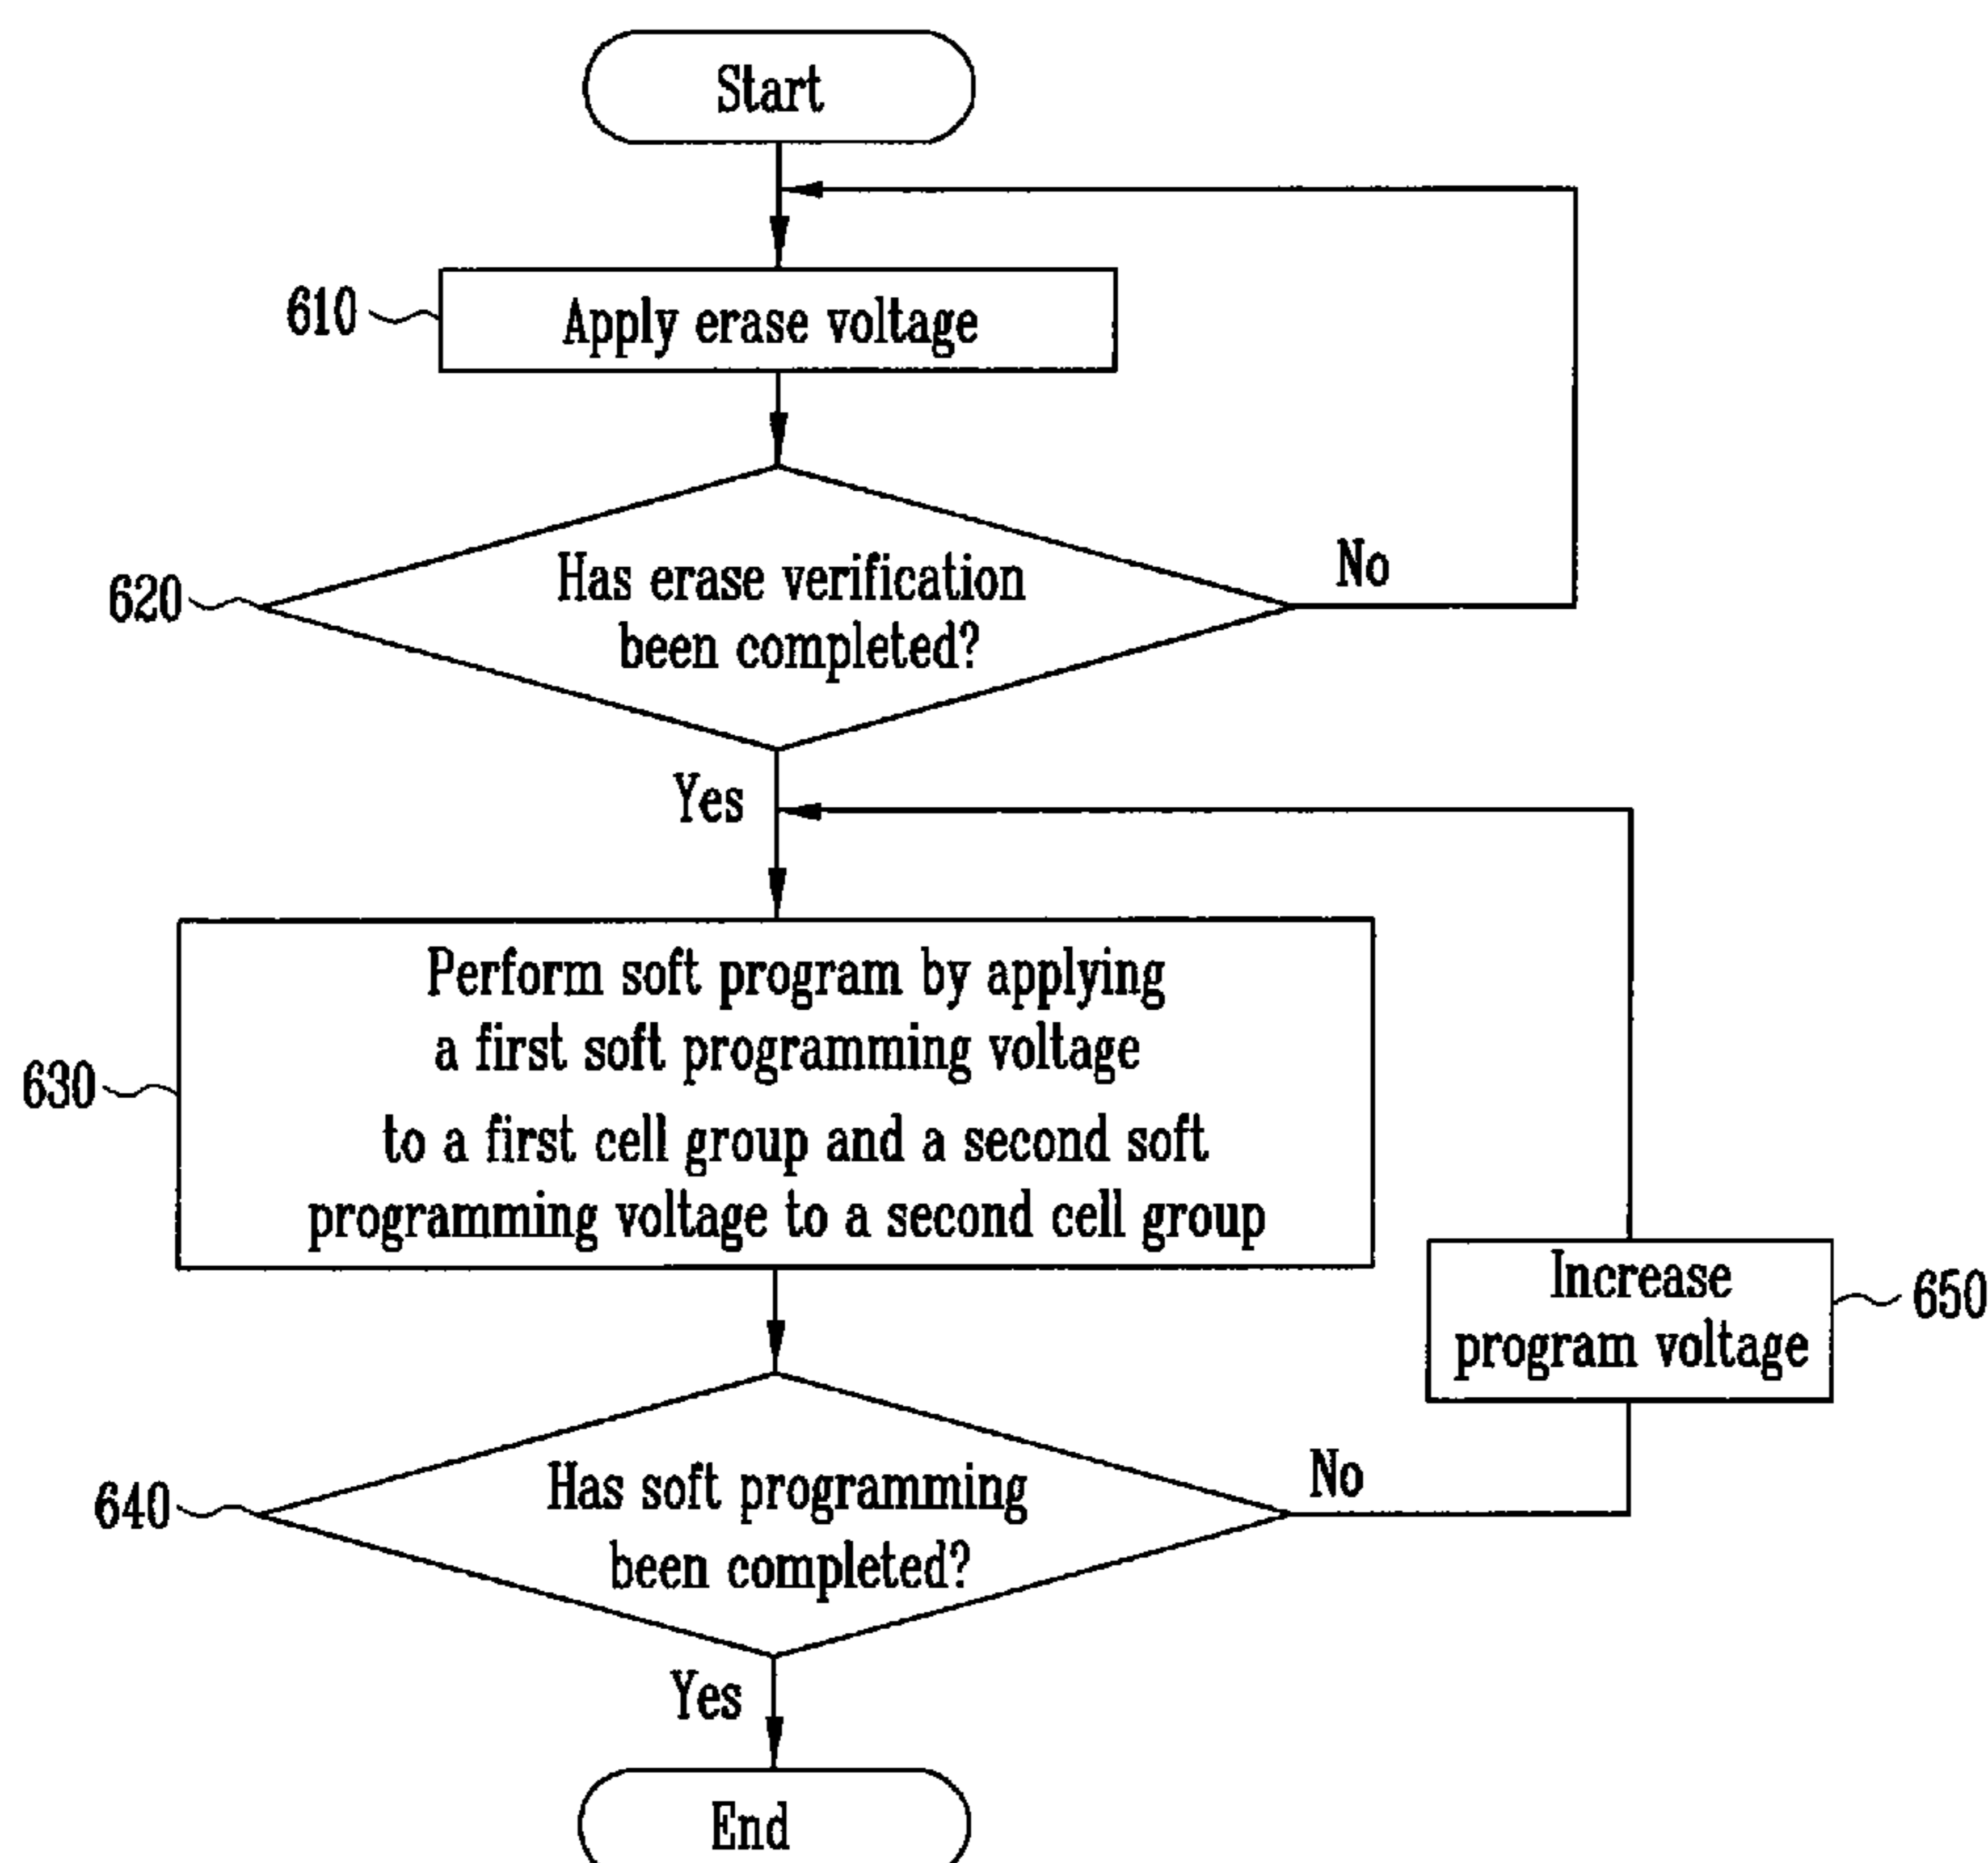 Start
610
Apply erase voltage
620
Has erase verification
been completed?
No
Yes
630
Perform soft program by applying
a first soft programming voltage
to a first cell group and a second soft
programming voltage to a second cell group
Increase
program voltage
650
640
Has soft programming
been completed?
No
Yes
End